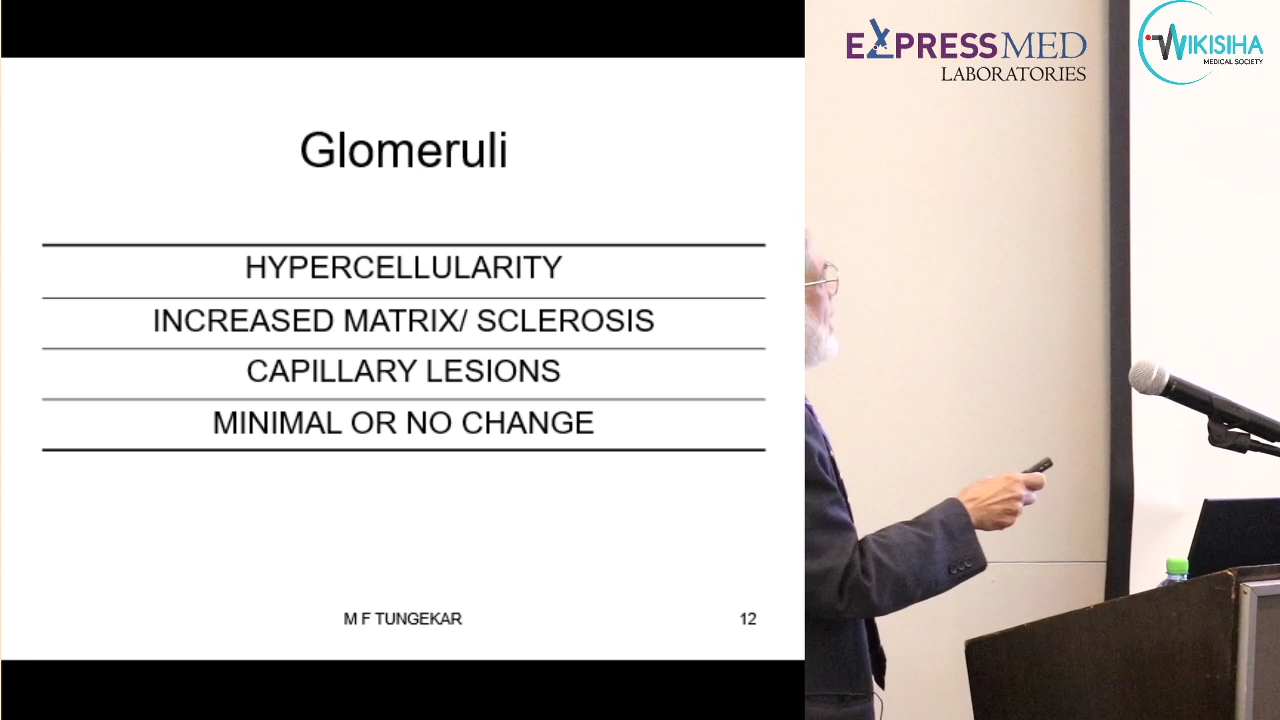 Glomeruli
HYPERCELLULARITY
INCREASED MATRIX/ SCLEROSIS
CAPILLARY LESIONS
MINIMAL OR NO CHANGE
M F TUNGEKAR
12
EXPRESSMED
LABORATORIES
WIKISIHA
MEDICAL SOCIETY